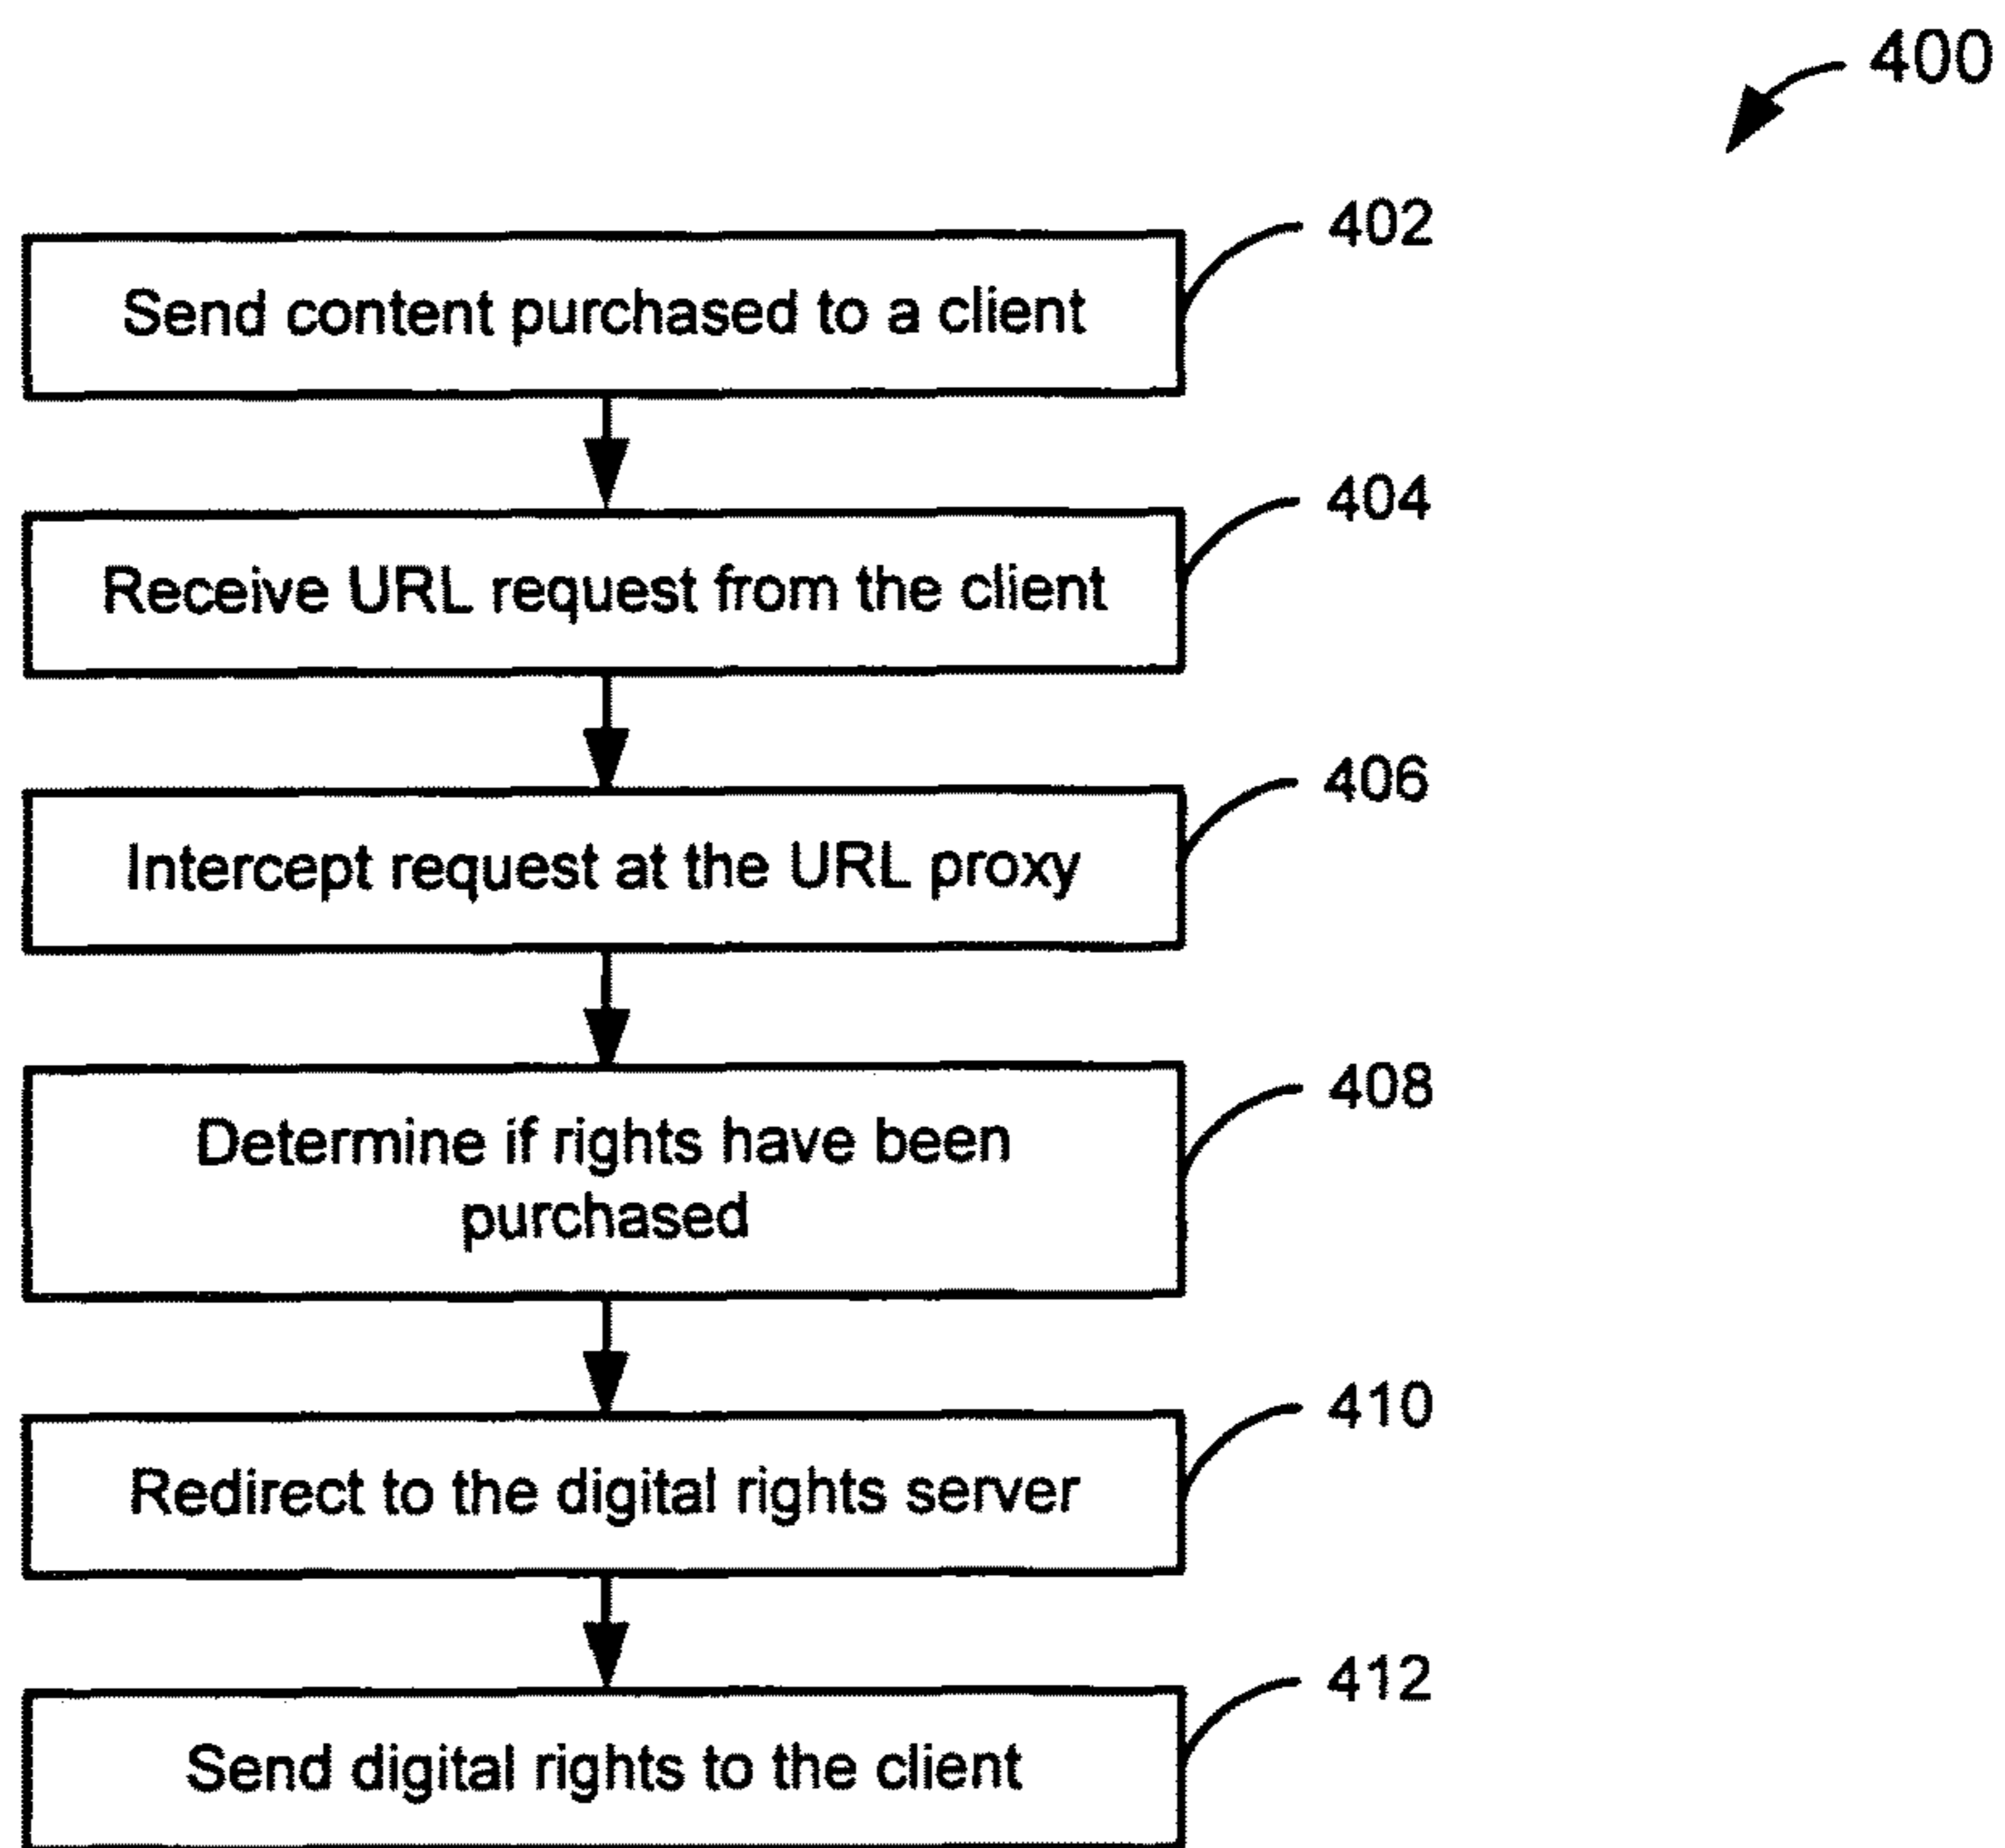 400
402
Send content purchased to a client
404
Receive URL request from the client
406
Intercept request at the URL proxy
408
Determine if rights have been
purchased
410
Redirect to the digital rights server
412
Send digital rights to the client